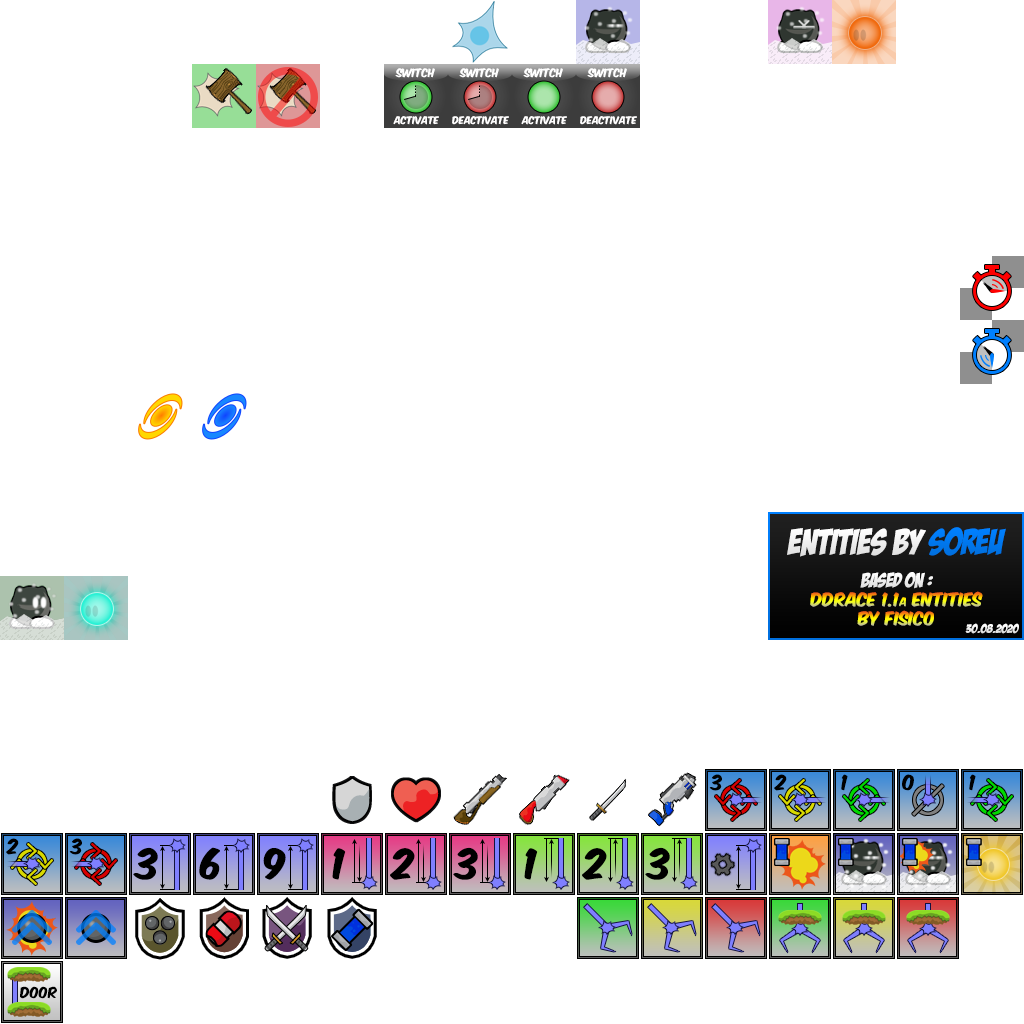 SWITCH SWITCH SWITCH SWITCH
ACTIVATE DEACTIVATE ACTIVATE DEACTIVATE
ENTITIES BY SOREU
BASED ON :
DDRACE 1.1A ENTITIES
BY FISICO
30.08.2020
3 2 1 0 1
2 3 3 6 9 1 2 3 1 2 3
DOOR